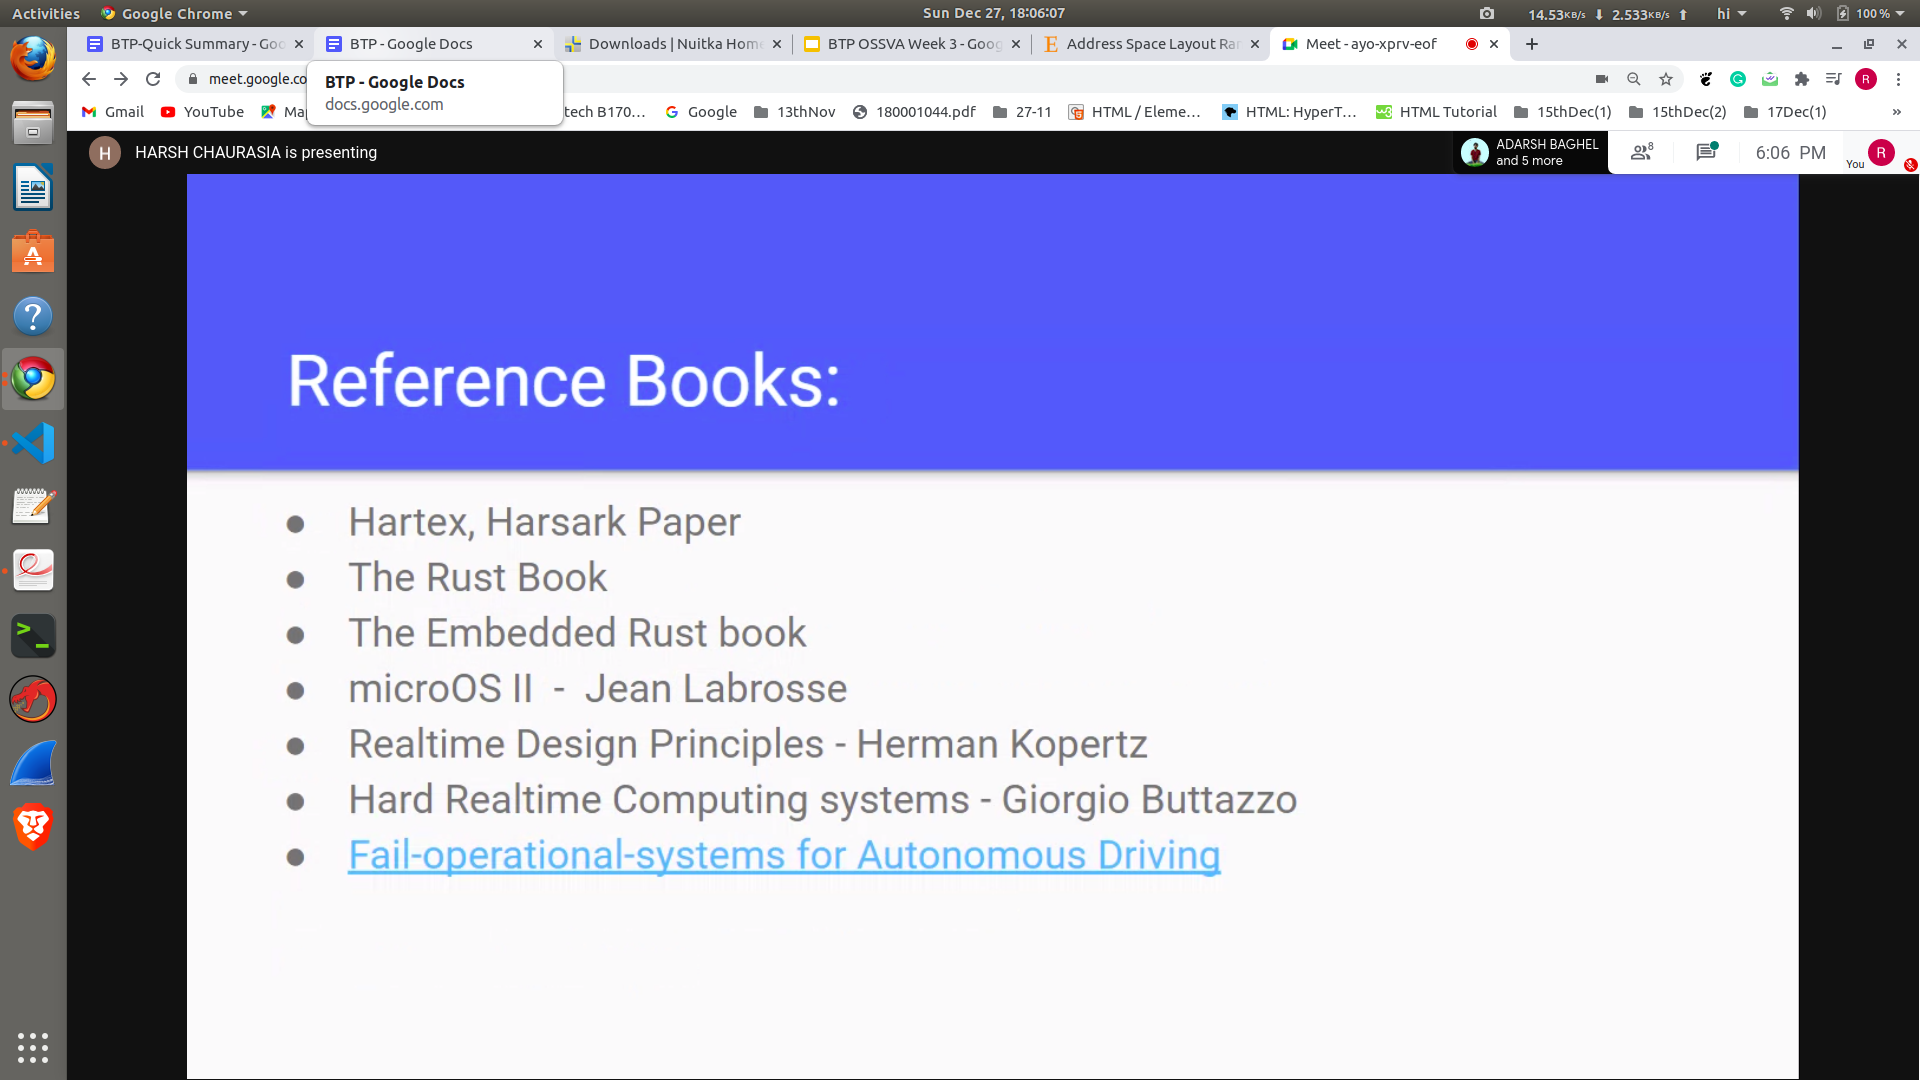 Activities Google Chrome Sun Dec 27, 18:06:07 14.53KB/s 2.533KB/s hi 100 %
BTP-Quick Summary - Goo BTP - Google Docs Downloads | Nuitka Home BTP OSSVA Week 3 - Goog Address Space Layout Ran Meet - ayo-xprv-eof
meet.google.co R
BTP - Google Docs
docs.google.com
Gmail YouTube Ma tech B170... Google 13thNov 180001044.pdf 27-11 HTML / Eleme... HTML: HyperT... HTML Tutorial 15thDec(1) 15thDec(2) 17Dec(1) »
H HARSH CHAURASIA is presenting
ADARSH BAGHEL
and 5 more
8
6:06 PM
You R
Reference Books:
● Hartex, Harsark Paper
● The Rust Book
● The Embedded Rust book
● microOS II - Jean Labrosse
● Realtime Design Principles - Herman Kopertz
● Hard Realtime Computing systems - Giorgio Buttazzo
● Fail-operational-systems for Autonomous Driving